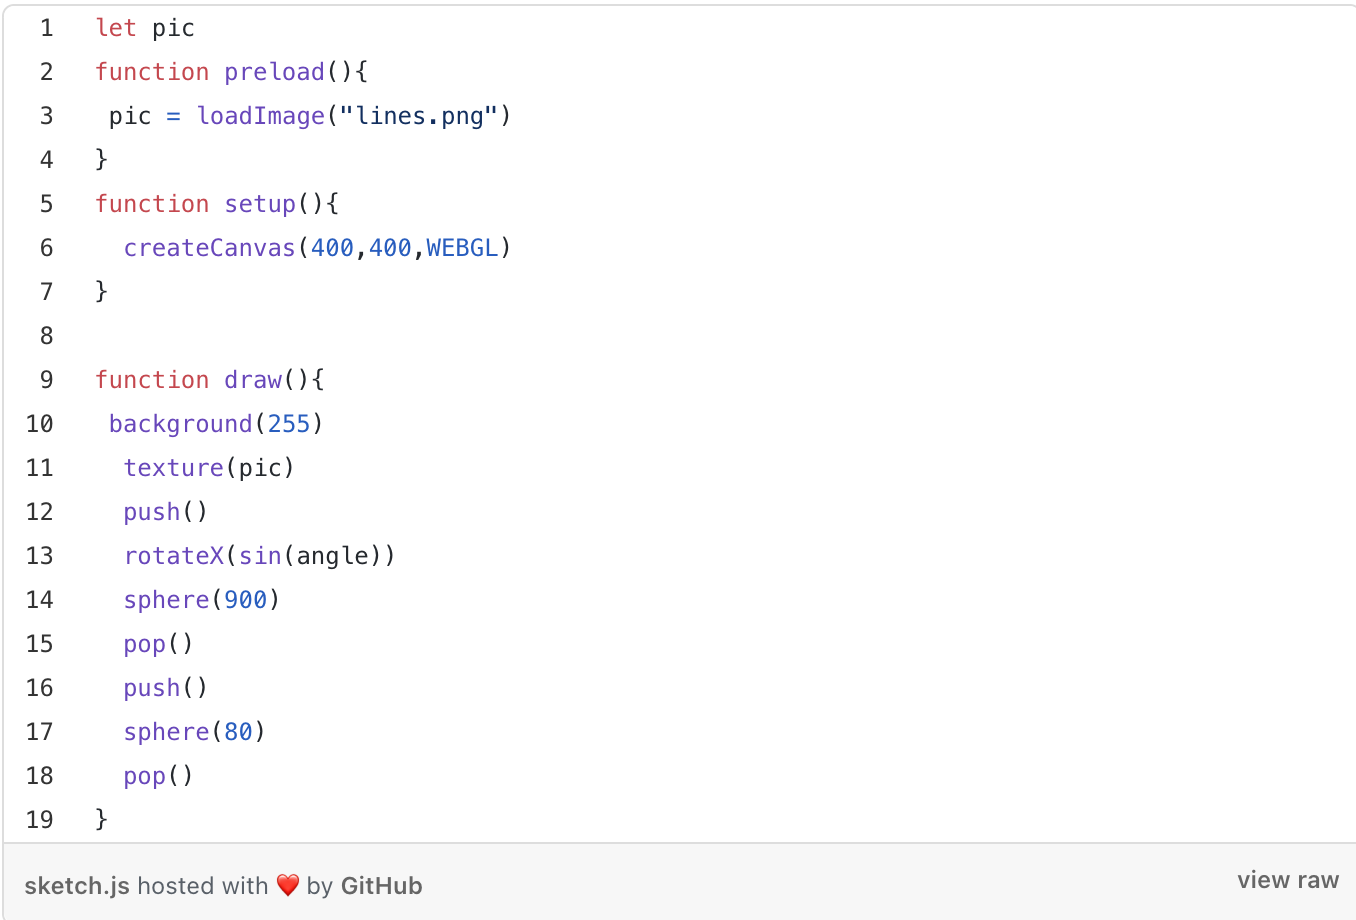 1 let pic
2 function preload(){
3  pic = loadImage("lines.png")
4 }
5 function setup(){
6   createCanvas(400,400,WEBGL)
7 }
8
9 function draw(){
10  background(255)
11   texture(pic)
12   push()
13   rotateX(sin(angle))
14   sphere(900)
15   pop()
16   push()
17   sphere(80)
18   pop()
19 }
sketch.js hosted with ❤️ by GitHub view raw